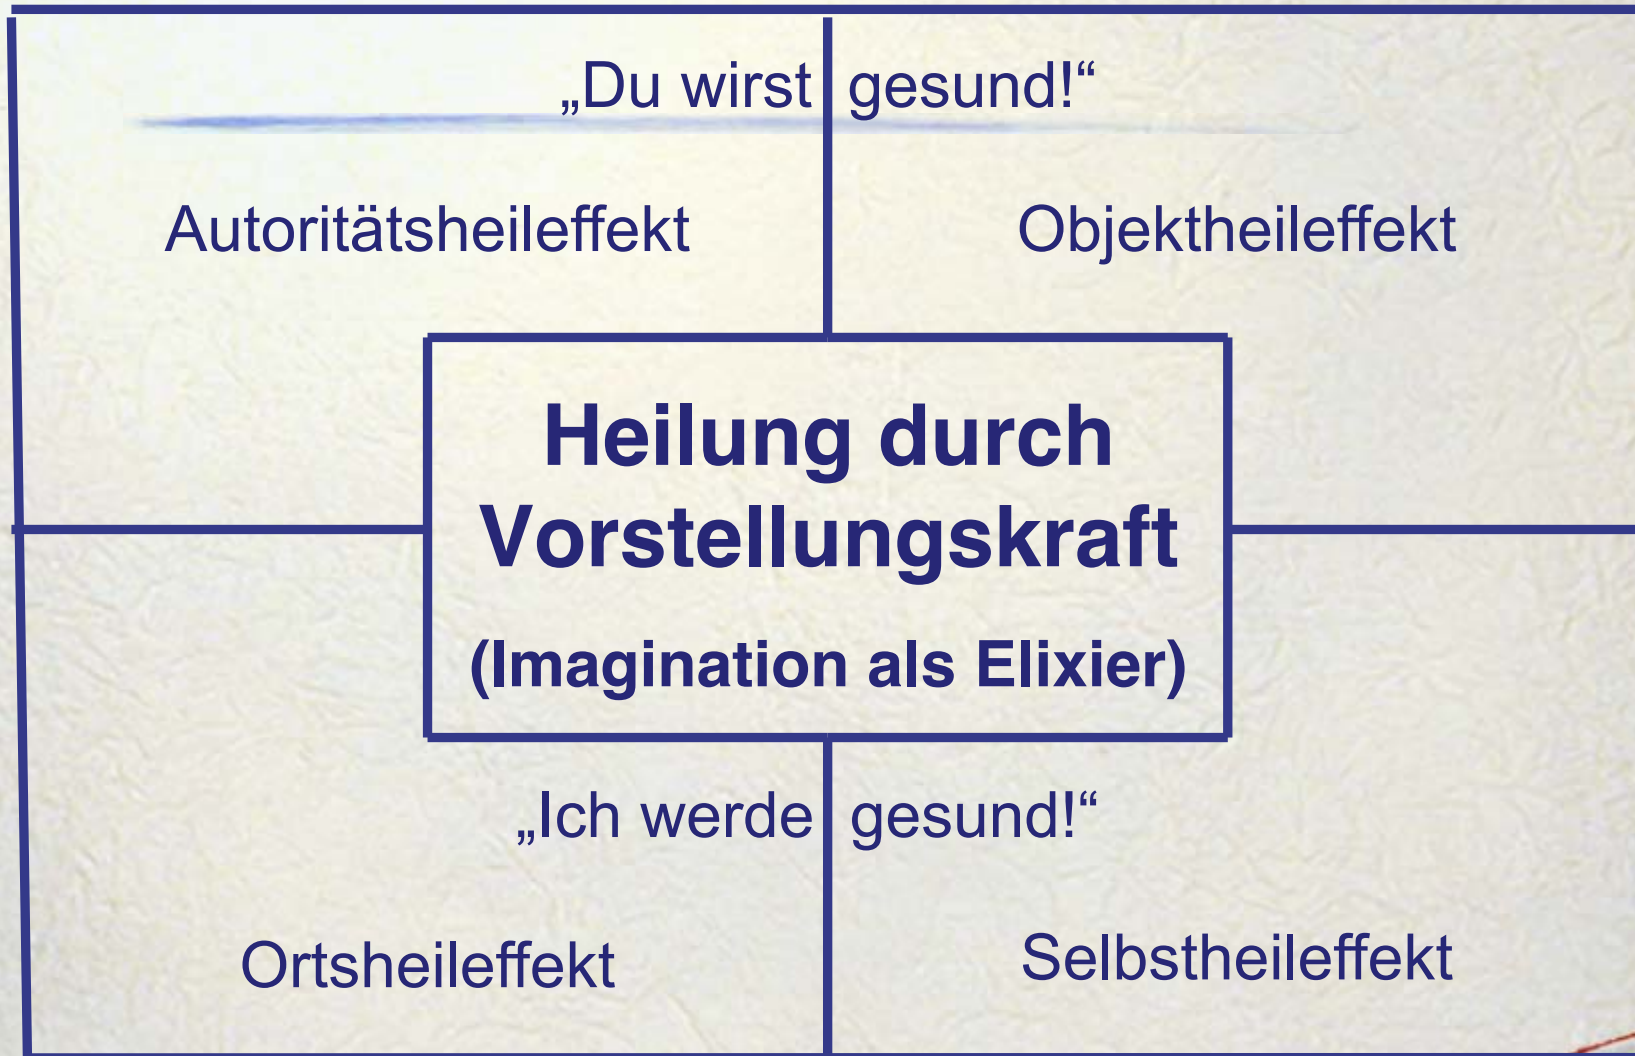 „Du wirst gesund!“
Autoritätsheileffekt
Objektheileffekt
Heilung durch
Vorstellungskraft
(Imagination als Elixier)
„Ich werde gesund!“
Ortsheileffekt
Selbstheileffekt